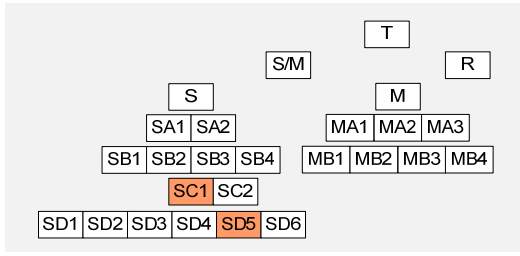 T
S/M R
S M
SA1 SA2 MA1 MA2 MA3
SB1 SB2 SB3 SB4 MB1 MB2 MB3 MB4
SC1 SC2
SD1 SD2 SD3 SD4 SD5 SD6